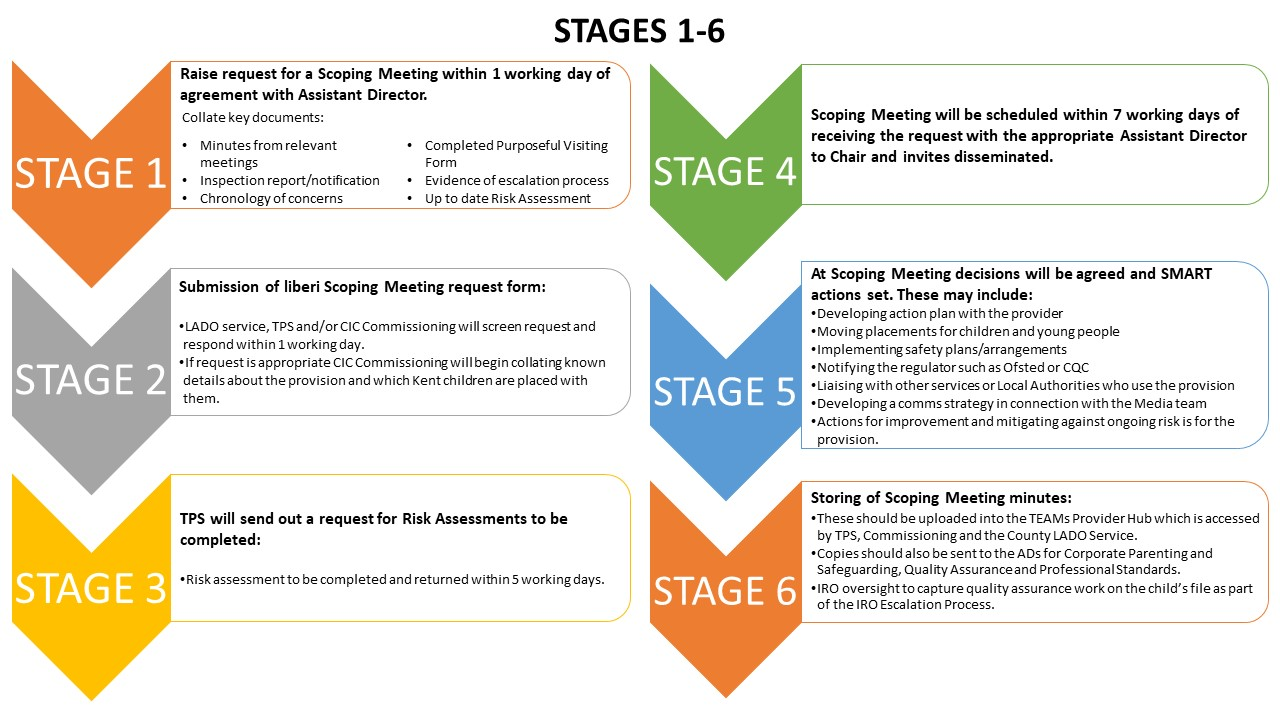 STAGES 1-6
STAGE 1
Raise request for a Scoping Meeting within 1 working day of
agreement with Assistant Director.
Collate key documents:
• Minutes from relevant
meetings
• Inspection report/notification
• Chronology of concerns
• Completed Purposeful Visiting
Form
• Evidence of escalation process
• Up to date Risk Assessment
STAGE 2
Submission of liberi Scoping Meeting request form:
•LADO service, TPS and/or CIC Commissioning will screen request and
respond within 1 working day.
•If request is appropriate CIC Commissioning will begin collating known
details about the provision and which Kent children are placed with
them.
STAGE 3
TPS will send out a request for Risk Assessments to be
completed:
•Risk assessment to be completed and returned within 5 working days.
STAGE 4
Scoping Meeting will be scheduled within 7 working days of
receiving the request with the appropriate Assistant Director
to Chair and invites disseminated.
STAGE 5
At Scoping Meeting decisions will be agreed and SMART
actions set. These may include:
•Developing action plan with the provider
•Moving placements for children and young people
•Implementing safety plans/arrangements
•Notifying the regulator such as Ofsted or CQC
•Liaising with other services or Local Authorities who use the provision
•Developing a comms strategy in connection with the Media team
•Actions for improvement and mitigating against ongoing risk is for the
provision.
STAGE 6
Storing of Scoping Meeting minutes:
•These should be uploaded into the TEAMs Provider Hub which is accessed
by TPS, Commissioning and the County LADO Service.
•Copies should also be sent to the ADs for Corporate Parenting and
Safeguarding, Quality Assurance and Professional Standards.
•IRO oversight to capture quality assurance work on the child's file as part
of the IRO Escalation Process.